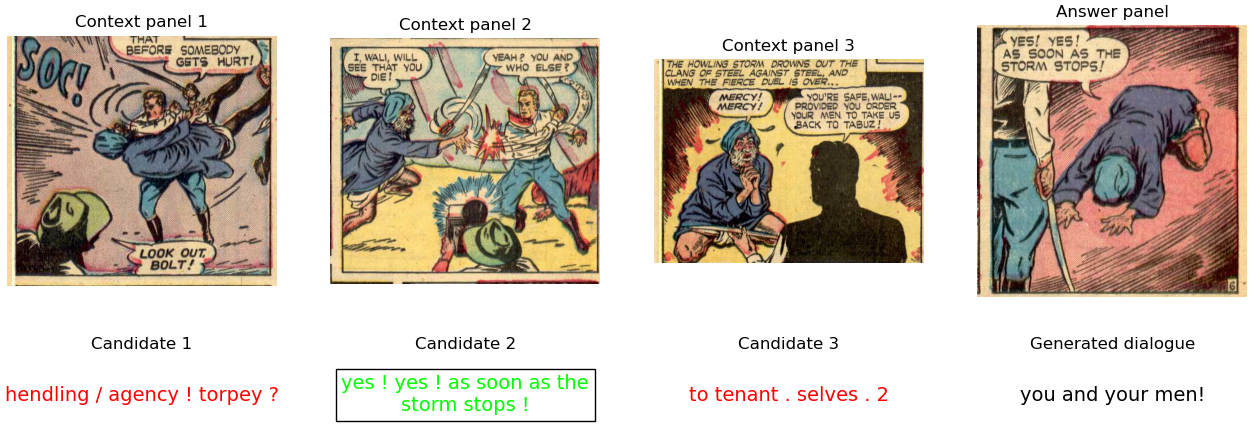 Context panel 1
Context panel 2
Context panel 3
Answer panel
THAT
BEFORE SOMEBODY
GETS HURT!
SOC!
LOOK OUT,
BOLT!
I, WALI, WILL
SEE THAT YOU
DIE!
YEAH? YOU AND
WHO ELSE?
THE HOWLING STORM DROWNS OUT THE
CLANG OF STEEL AGAINST STEEL, AND
WHEN THE FIERCE DUEL IS OVER...
MERCY!
MERCY!
YOU'RE SAFE, WALI--
PROVIDED YOU ORDER
YOUR MEN TO TAKE US
BACK TO TABUZ!
YES! YES!
AS SOON AS THE
STORM STOPS!
6
Candidate 1
Candidate 2
Candidate 3
Generated dialogue
hendling / agency ! torpey ?
yes ! yes ! as soon as the
storm stops !
to tenant . selves . 2
you and your men!